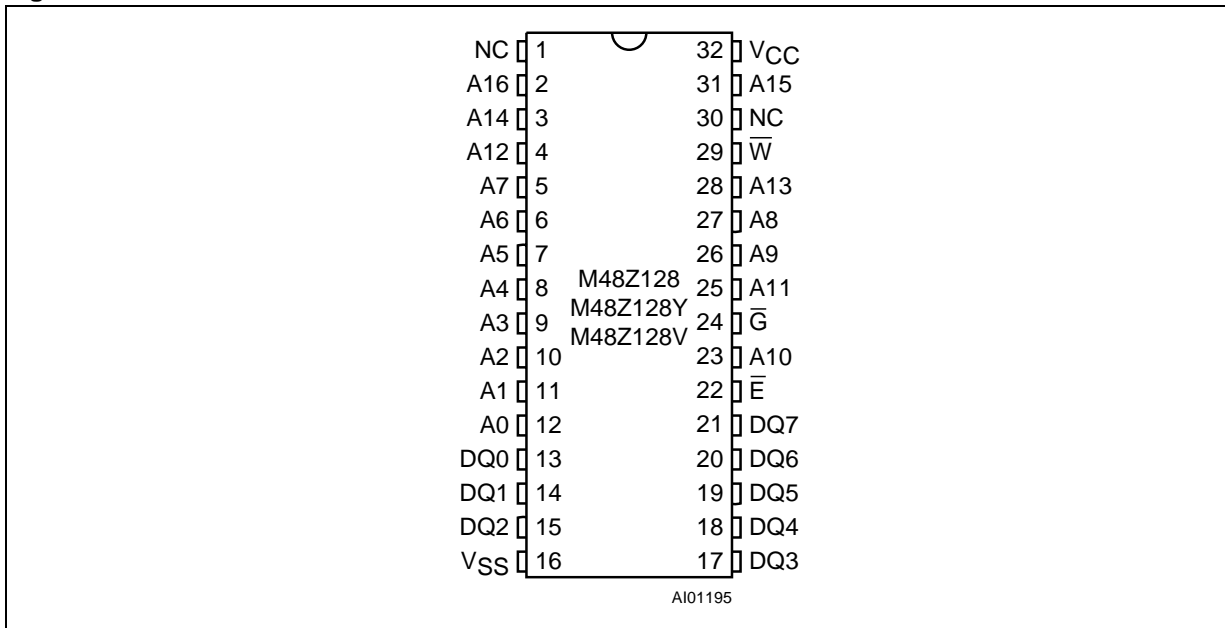 NC 1 32 VCC
A16 2 31 A15
A14 3 30 NC
A12 4 29 W̅
A7 5 28 A13
A6 6 27 A8
A5 7 26 A9
A4 8 M48Z128 25 A11
M48Z128Y
A3 9 24 G̅
M48Z128V
A2 10 23 A10
A1 11 22 E̅
A0 12 21 DQ7
DQ0 13 20 DQ6
DQ1 14 19 DQ5
DQ2 15 18 DQ4
VSS 16 17 DQ3
AI01195